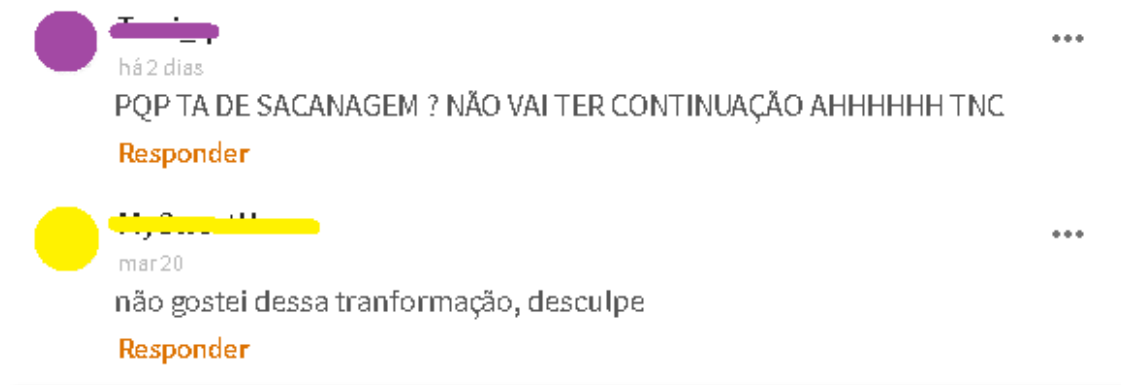 há 2 dias
PQP TA DE SACANAGEM ? NÃO VAI TER CONTINUAÇÃO AHHHHHH TNC
Responder
mar 20
não gostei dessa tranformação, desculpe
Responder